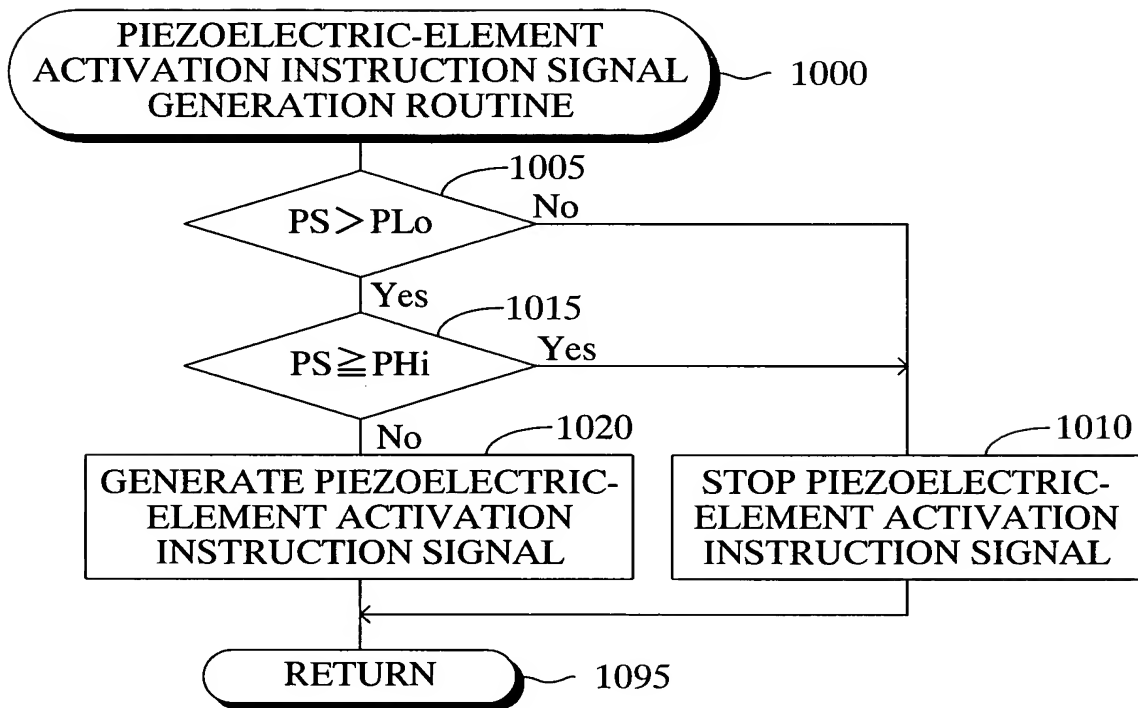 PIEZOELECTRIC-ELEMENT
ACTIVATION INSTRUCTION SIGNAL
GENERATION ROUTINE
1000
1005
PS>PLo
No
Yes
1015
PS≧PHi
Yes
No
1020
GENERATE PIEZOELECTRIC-
ELEMENT ACTIVATION
INSTRUCTION SIGNAL
1010
STOP PIEZOELECTRIC-
ELEMENT ACTIVATION
INSTRUCTION SIGNAL
RETURN
1095